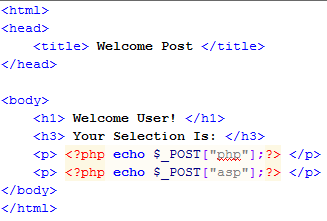 <html>
<head>
<title> Welcome Post </title>
</head>
<body>
<h1> Welcome User! </h1>
<h3> Your Selection Is: </h3>
<p> <?php echo $_POST["php"];?> </p>
<p> <?php echo $_POST["asp"];?> </p>
</body>
</html>